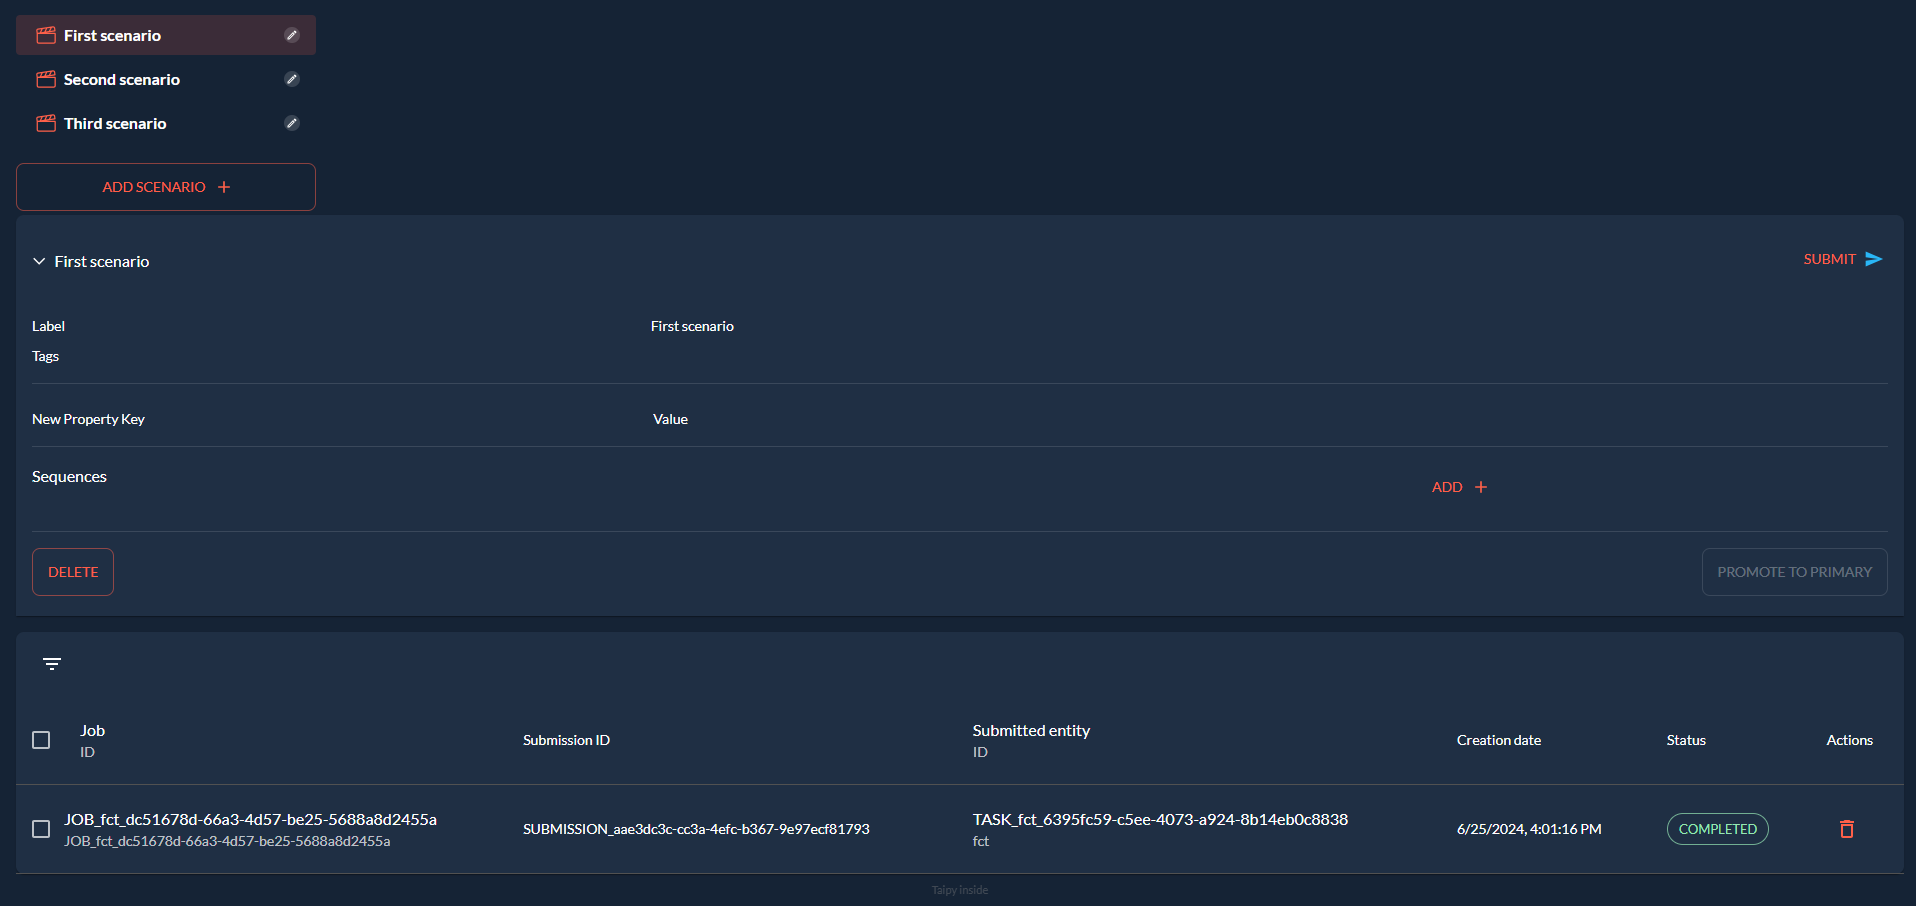 First scenario
Second scenario
Third scenario
ADD SCENARIO
First scenario
SUBMIT
Label First scenario
Tags
New Property Key Value
Sequences
ADD
DELETE
PROMOTE TO PRIMARY
Job
ID
Submission ID
Submitted entity
ID
Creation date
Status
Actions
JOB_fct_dc51678d-66a3-4d57-be25-5688a8d2455a
JOB_fct_dc51678d-66a3-4d57-be25-5688a8d2455a
SUBMISSION_aae3dc3c-cc3a-4efc-b367-9e97ecf81793
TASK_fct_6395fc59-c5ee-4073-a924-8b14eb0c8838
fct
6/25/2024, 4:01:16 PM
COMPLETED
Taipy inside